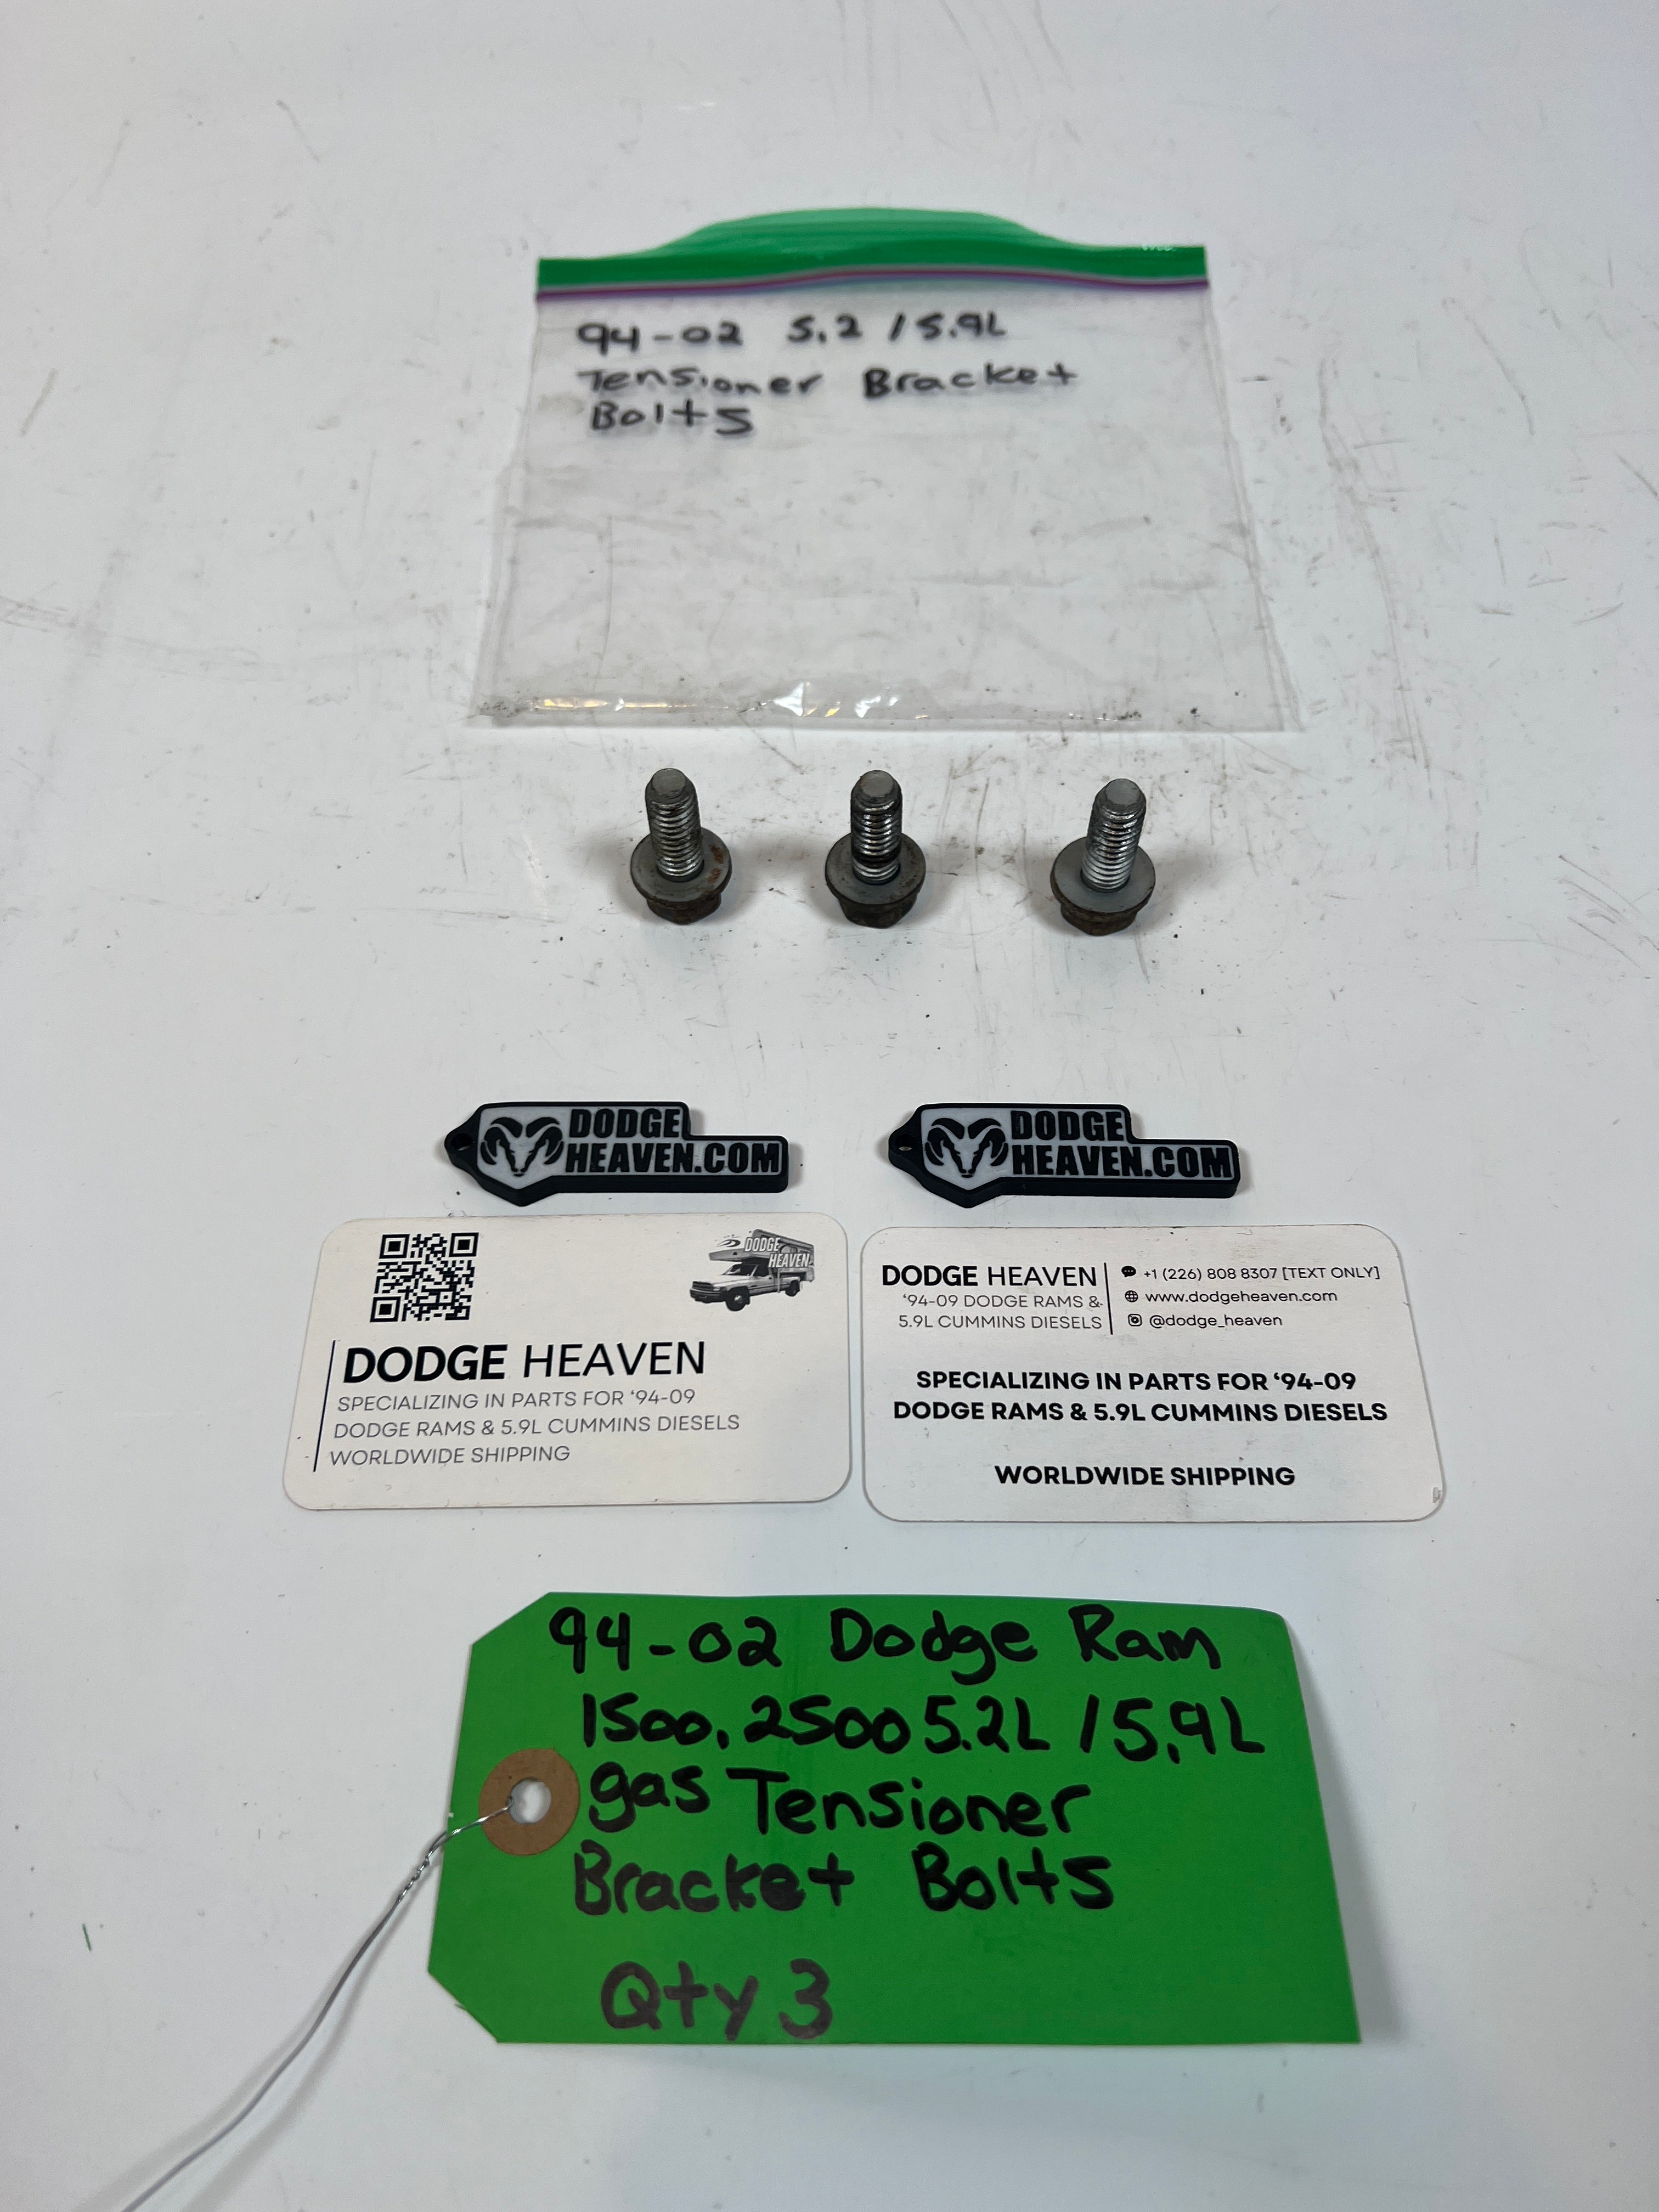 94-02 5.2 / 5.9L
Tensioner Bracket
Bolts
DODGE
HEAVEN.COM
DODGE
HEAVEN.COM
DODGE
HEAVEN
DODGE HEAVEN
SPECIALIZING IN PARTS FOR ‘94-09
DODGE RAMS & 5.9L CUMMINS DIESELS
WORLDWIDE SHIPPING
DODGE HEAVEN
‘94-09 DODGE RAMS &
5.9L CUMMINS DIESELS
+1 (226) 808 8307 [TEXT ONLY]
www.dodgeheaven.com
@dodge_heaven
SPECIALIZING IN PARTS FOR ‘94-09
DODGE RAMS & 5.9L CUMMINS DIESELS
WORLDWIDE SHIPPING
94-02 Dodge Ram
1500, 2500 5.2L / 5.9L
gas Tensioner
Bracket Bolts
Qty 3